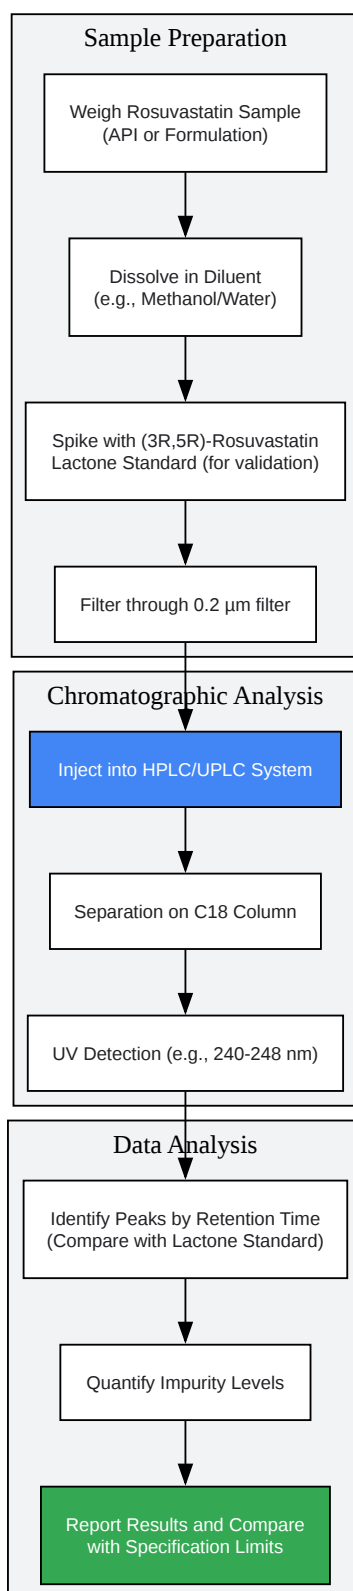 Sample Preparation
Weigh Rosuvastatin Sample
(API or Formulation)
Dissolve in Diluent
(e.g., Methanol/Water)
Spike with (3R,5R)-Rosuvastatin
Lactone Standard (for validation)
Filter through 0.2 µm filter
Chromatographic Analysis
Inject into HPLC/UPLC System
Separation on C18 Column
UV Detection (e.g., 240-248 nm)
Data Analysis
Identify Peaks by Retention Time
(Compare with Lactone Standard)
Quantify Impurity Levels
Report Results and Compare
with Specification Limits